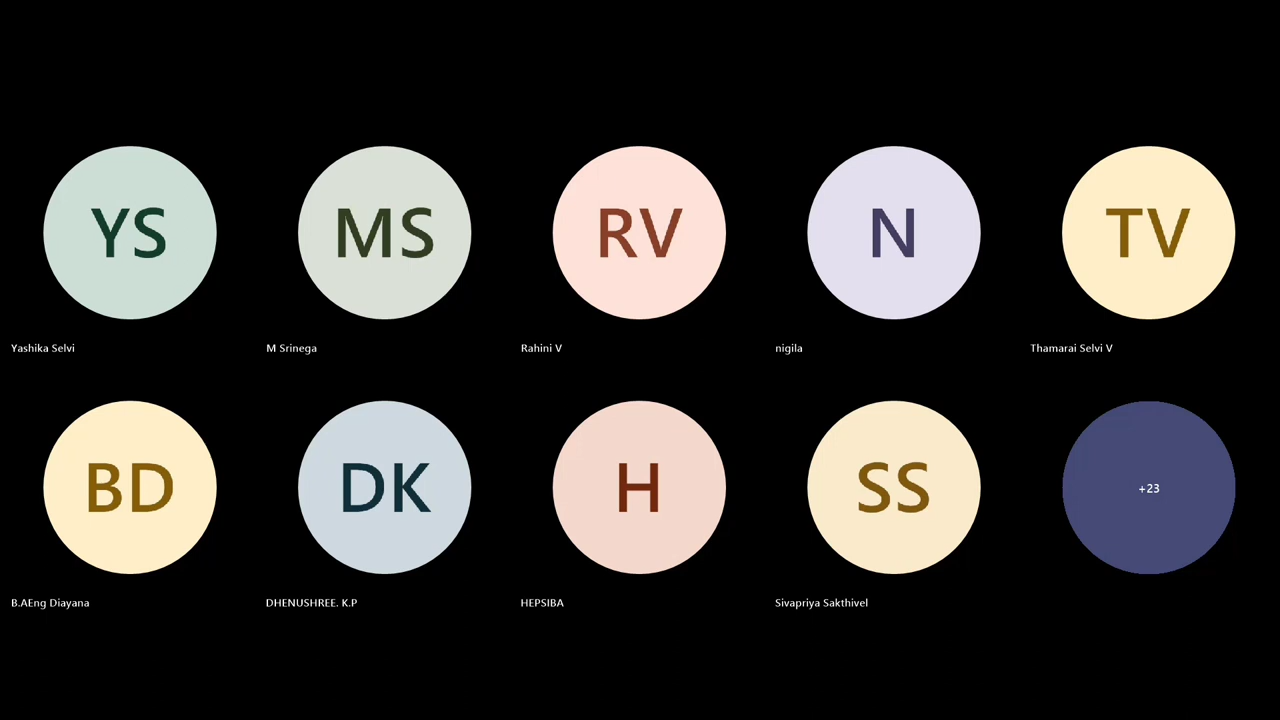 YS
MS
RV
N
TV
Yashika Selvi
M Srinega
Rahini V
nigila
Thamarai Selvi V
BD
DK
H
SS
+23
B.AEng Diayana
DHENUSHREE. K.P
HEPSIBA
Sivapriya Sakthivel